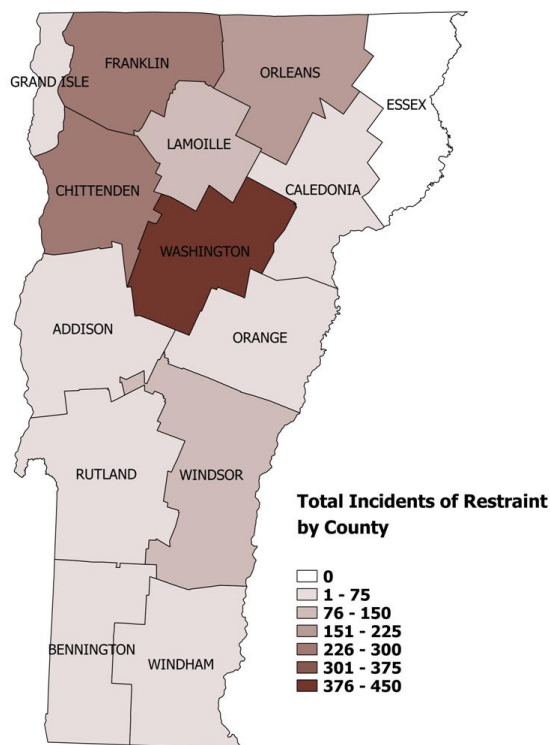 FRANKLIN
ORLEANS
GRAND ISLE
ESSEX
LAMOILLE
CHITTENDEN
CALEDONIA
WASHINGTON
ADDISON
ORANGE
RUTLAND
WINDSOR
Total Incidents of Restraint
by County
0
1 - 75
76 - 150
151 - 225
226 - 300
301 - 375
376 - 450
BENNINGTON
WINDHAM